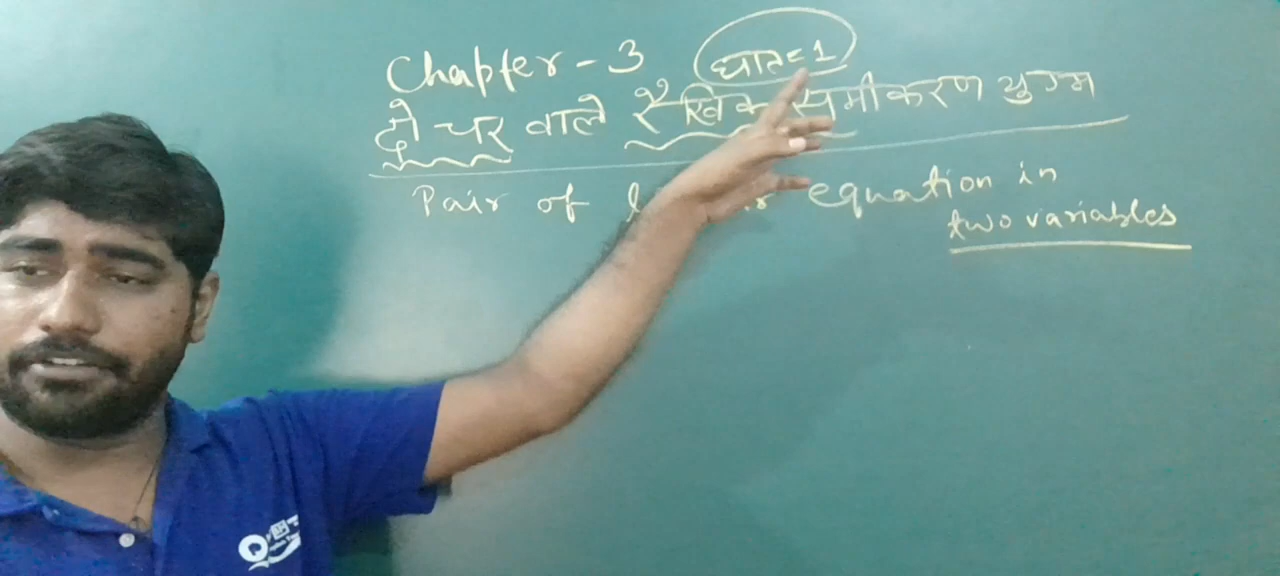 Chapter - 3 घात = 1
दो चर वाले रैखिक समीकरण युग्म
Pair of equation in
two variables